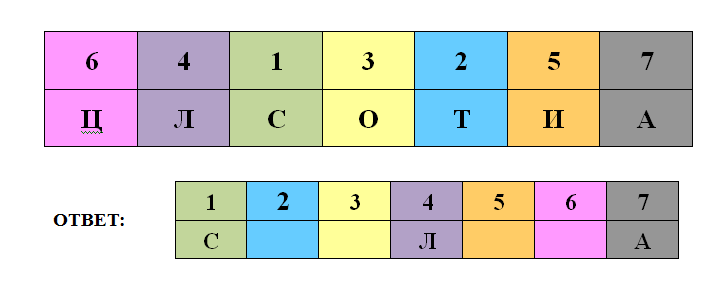 6 4 1 3 2 5 7
Ц Л С О Т И А
ОТВЕТ:
1 2 3 4 5 6 7
С Л А